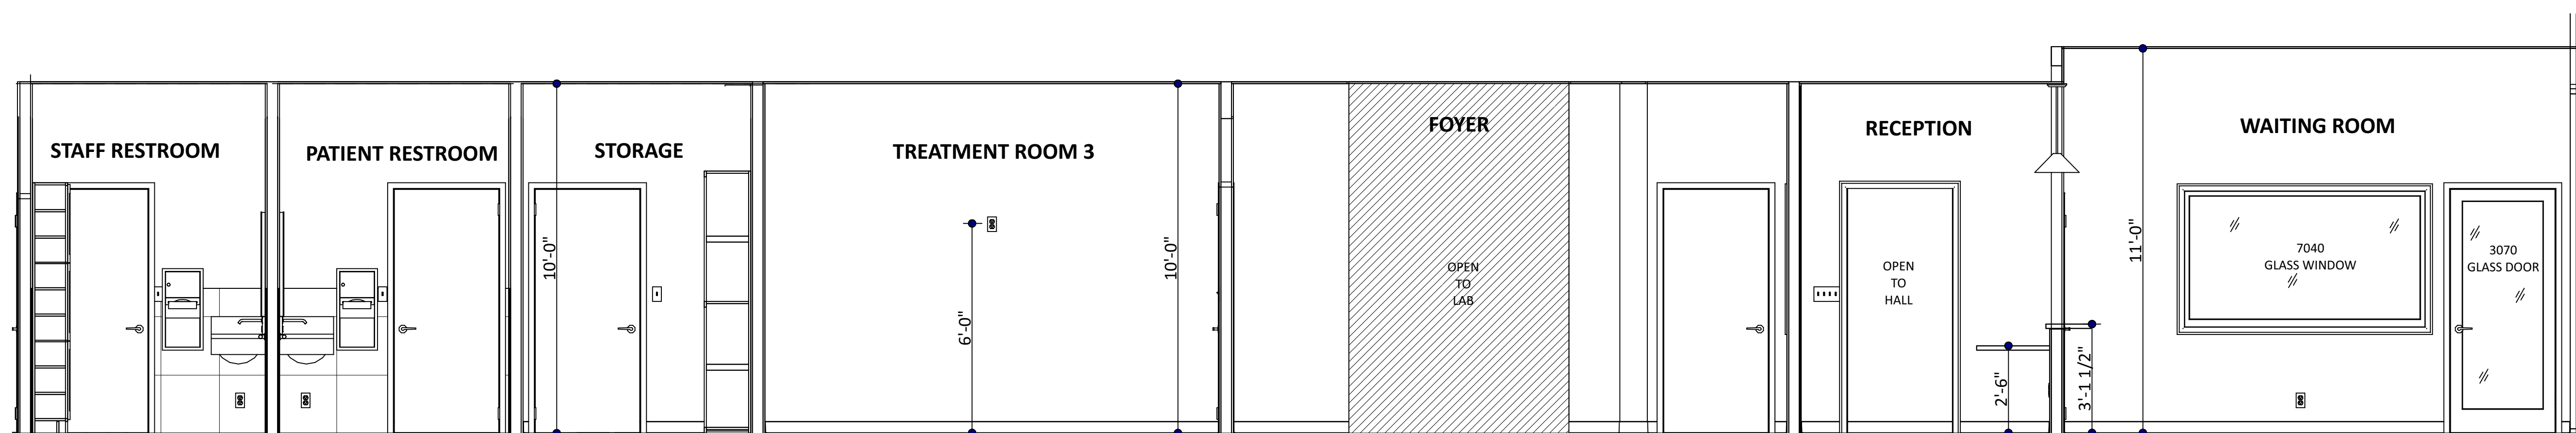 STAFF RESTROOM
PATIENT RESTROOM
STORAGE
10'-0"
TREATMENT ROOM 3
6'-0"
10'-0"
FOYER
OPEN
TO
LAB
RECEPTION
OPEN
TO
HALL
2'-6"
3'-1 1/2"
11'-0"
WAITING ROOM
7040
GLASS WINDOW
3070
GLASS DOOR